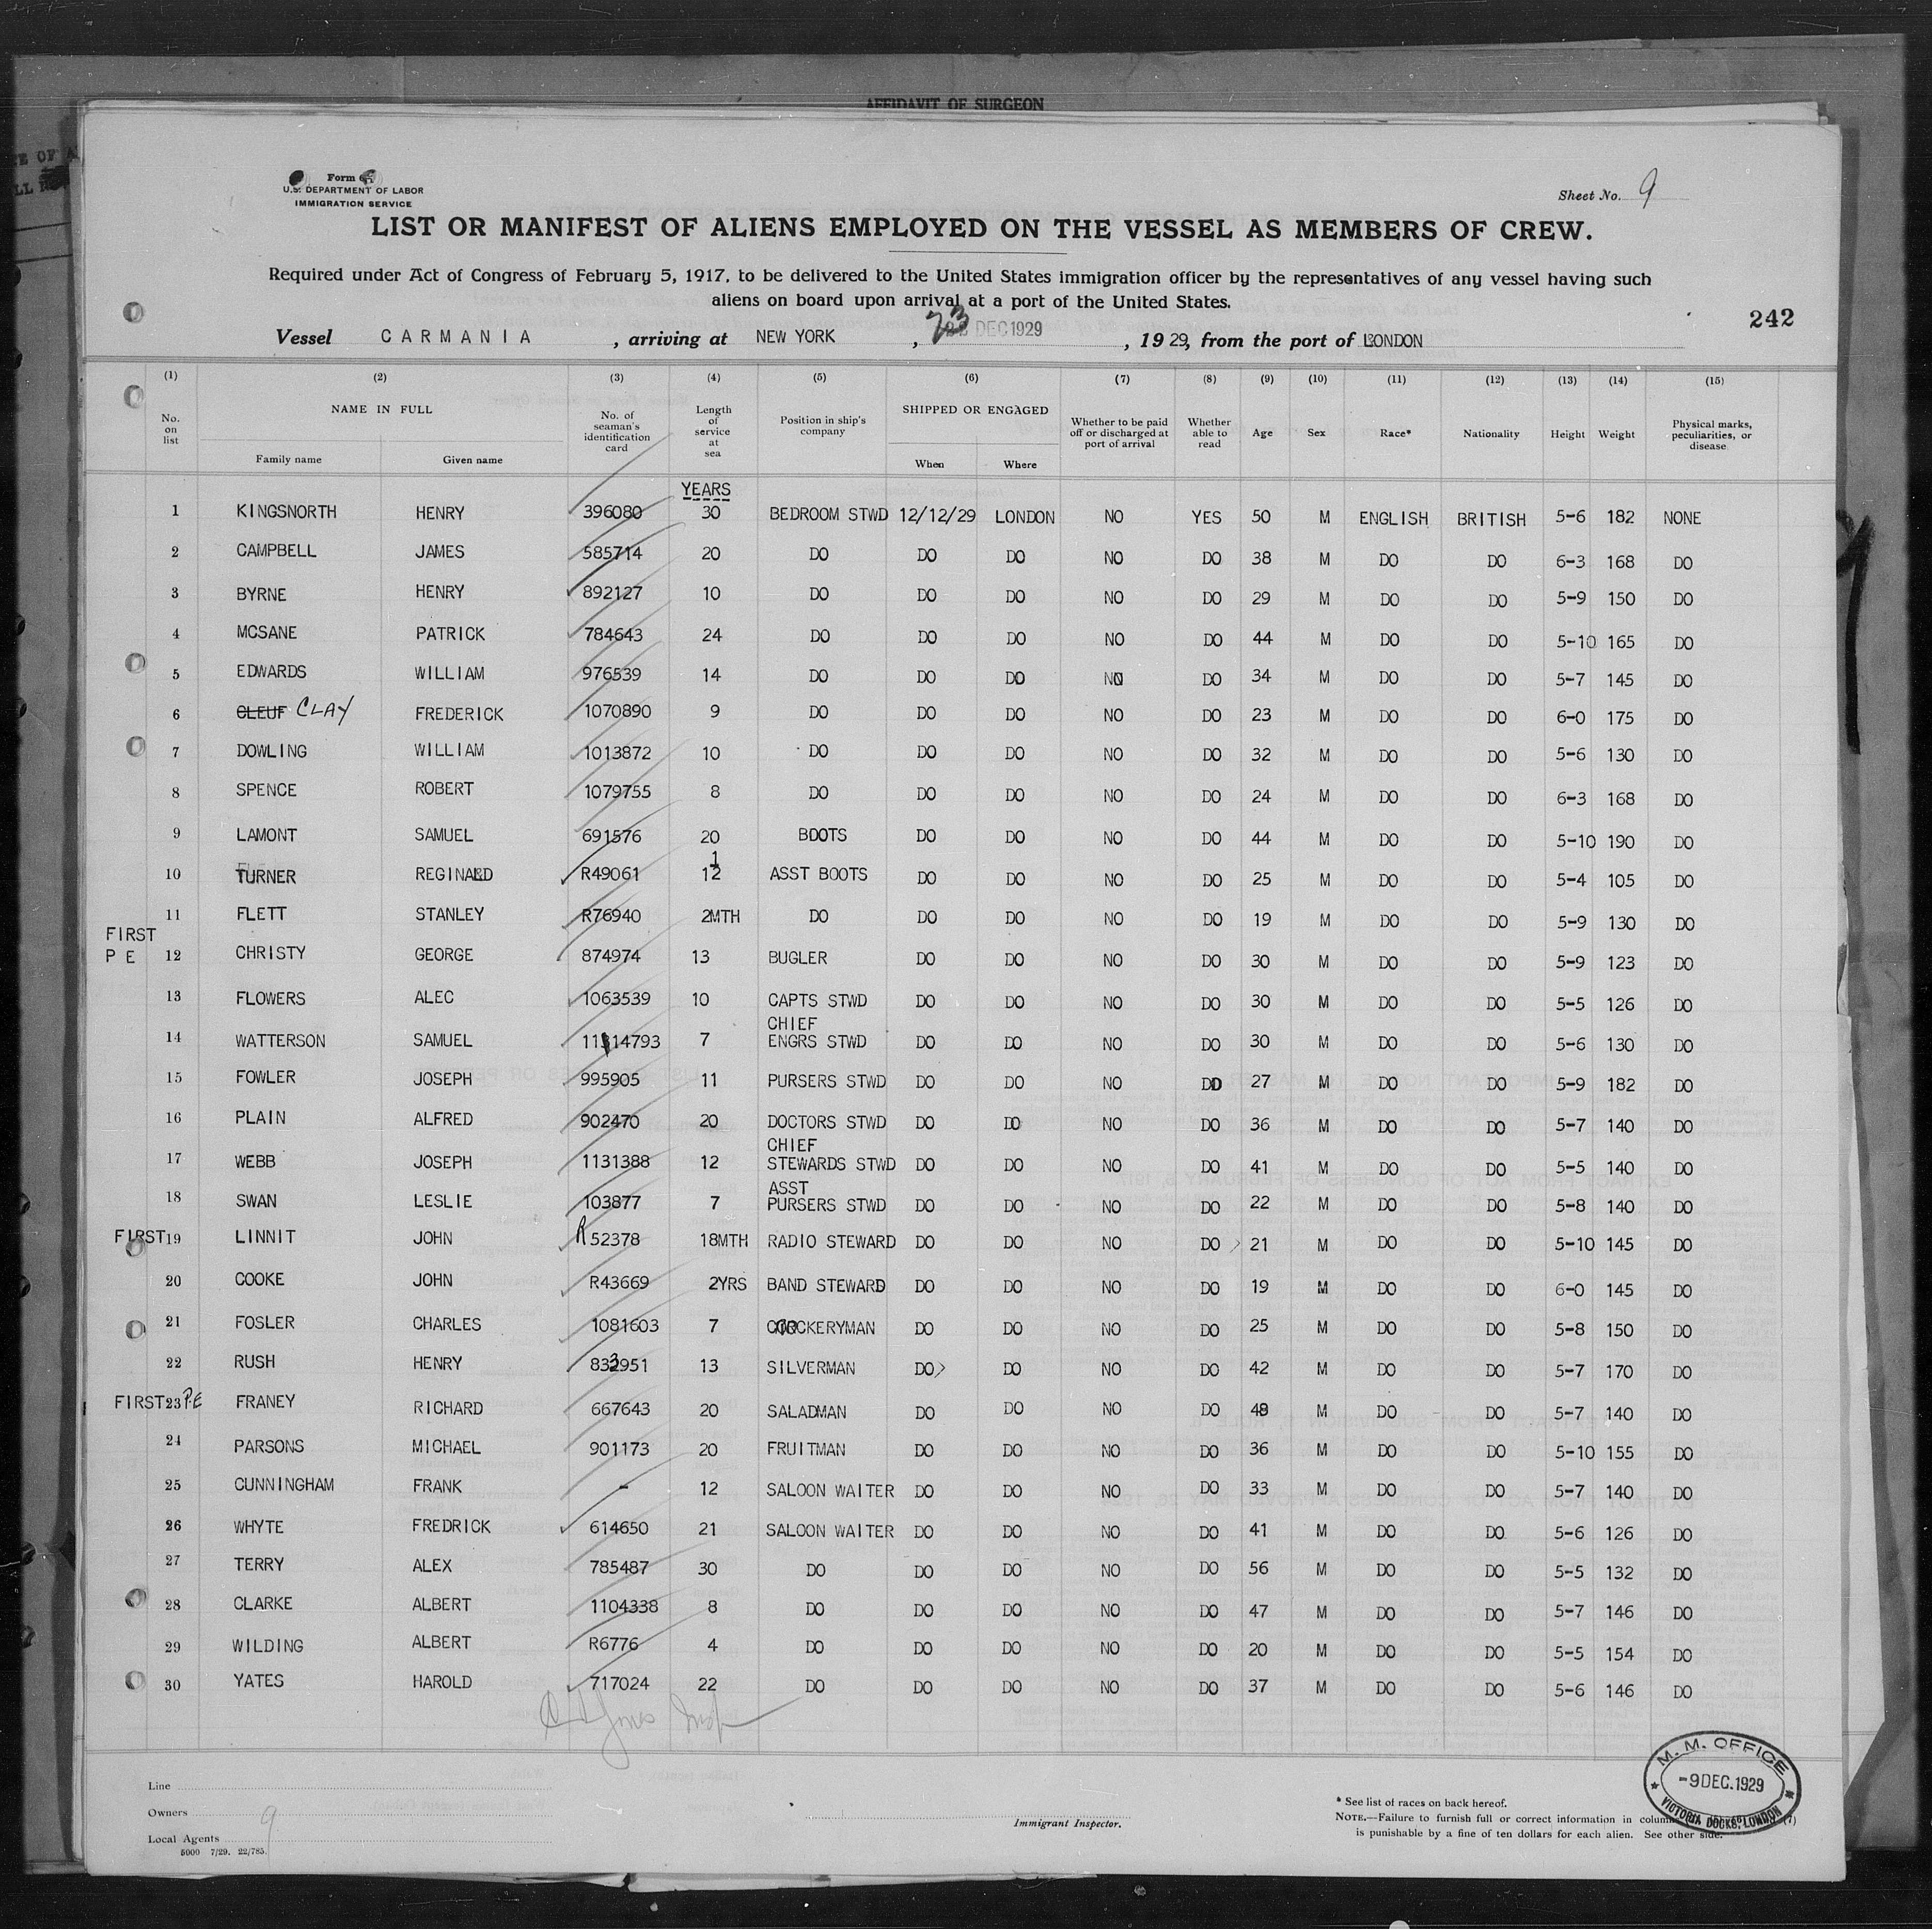 AFFIDAVIT OF SURGEON
Form
U.S. DEPARTMENT OF LABOR
IMMIGRATION SERVICE
Sheet No. 9
LIST OR MANIFEST OF ALIENS EMPLOYED ON THE VESSEL AS MEMBERS OF CREW.
Required under Act of Congress of February 5, 1917, to be delivered to the United States immigration officer by the representatives of any vessel having such
aliens on board upon arrival at a port of the United States.
242
Vessel CARMANIA, arriving at NEW YORK, 23 DEC 1929, 1929, from the port of LONDON
(1) (2) (3) (4) (5) (6) (7) (8) (9) (10) (11) (12) (13) (14) (15)
No. on list NAME IN FULL Family name Given name No. of seaman's identification card Length of service at sea Position in ship's company SHIPPED OR ENGAGED When Where Whether to be paid off or discharged at port of arrival Whether able to read Age Sex Race* Nationality Height Weight Physical marks, peculiarities, or disease
YEARS
1 KINGSNORTH HENRY 396080 30 BEDROOM STWD 12/12/29 LONDON NO YES 50 M ENGLISH BRITISH 5-6 182 NONE
2 CAMPBELL JAMES 585714 20 DO DO DO NO DO 38 M DO DO 6-3 168 DO
3 BYRNE HENRY 892127 10 DO DO DO NO DO 29 M DO DO 5-9 150 DO
4 MCSANE PATRICK 784643 24 DO DO DO NO DO 44 M DO DO 5-10 165 DO
5 EDWARDS WILLIAM 976539 14 DO DO DO NO DO 34 M DO DO 5-7 145 DO
6 CLEUF CLAY FREDERICK 1070890 9 DO DO DO NO DO 23 M DO DO 6-0 175 DO
7 DOWLING WILLIAM 1013872 10 DO DO DO NO DO 32 M DO DO 5-6 130 DO
8 SPENCE ROBERT 1079755 8 DO DO DO NO DO 24 M DO DO 6-3 168 DO
9 LAMONT SAMUEL 691576 20 BOOTS DO DO NO DO 44 M DO DO 5-10 190 DO
10 TURNER REGINALD R49061 1 12 ASST BOOTS DO DO NO DO 25 M DO DO 5-4 105 DO
11 FLETT STANLEY R76940 2MTH DO DO DO NO DO 19 M DO DO 5-9 130 DO
FIRST
P E 12 CHRISTY GEORGE 874974 13 BUGLER DO DO NO DO 30 M DO DO 5-9 123 DO
13 FLOWERS ALEC 1063539 10 CAPTS STWD DO DO NO DO 30 M DO DO 5-5 126 DO
CHIEF
14 WATTERSON SAMUEL 1114793 7 ENGRS STWD DO DO NO DO 30 M DO DO 5-6 130 DO
15 FOWLER JOSEPH 995905 11 PURSERS STWD DO DO NO DO 27 M DO DO 5-9 182 DO
16 PLAIN ALFRED 902470 20 DOCTORS STWD DO DO NO DO 36 M DO DO 5-7 140 DO
CHIEF
17 WEBB JOSEPH 1131388 12 STEWARDS STWD DO DO NO DO 41 M DO DO 5-5 140 DO
ASST
18 SWAN LESLIE 103877 7 PURSERS STWD DO DO NO DO 22 M DO DO 5-8 140 DO
FIRST 19 LINNIT JOHN R 52378 18MTH RADIO STEWARD DO DO NO DO 21 M DO DO 5-10 145 DO
20 COOKE JOHN R43669 2YRS BAND STEWARD DO DO NO DO 19 M DO DO 6-0 145 DO
21 FOSLER CHARLES 1081603 7 CROCKERYMAN DO DO NO DO 25 M DO DO 5-8 150 DO
22 RUSH HENRY 832951 13 SILVERMAN DO DO NO DO 42 M DO DO 5-7 170 DO
FIRST 23 P.E FRANEY RICHARD 667643 20 SALADMAN DO DO NO DO 48 M DO DO 5-7 140 DO
24 PARSONS MICHAEL 901173 20 FRUITMAN DO DO NO DO 36 M DO DO 5-10 155 DO
25 CUNNINGHAM FRANK - 12 SALOON WAITER DO DO NO DO 33 M DO DO 5-7 140 DO
26 WHYTE FREDRICK 614650 21 SALOON WAITER DO DO NO DO 41 M DO DO 5-6 126 DO
27 TERRY ALEX 785487 30 DO DO DO NO DO 56 M DO DO 5-5 132 DO
28 CLARKE ALBERT 1104338 8 DO DO DO NO DO 47 M DO DO 5-7 146 DO
29 WILDING ALBERT R6776 4 DO DO DO NO DO 20 M DO DO 5-5 154 DO
30 YATES HAROLD 717024 22 DO DO DO NO DO 37 M DO DO 5-6 146 DO
Line
Owners
9
Local Agents
5000 7/29. 22/785.
Immigrant Inspector.
* See list of races on back hereof.
NOTE.—Failure to furnish full or correct information in (7)
is punishable by a fine of ten dollars for each alien. See other side.
M. M. OFFICE
-9 DEC. 1929
VICTORIA DOCKS, LONDON